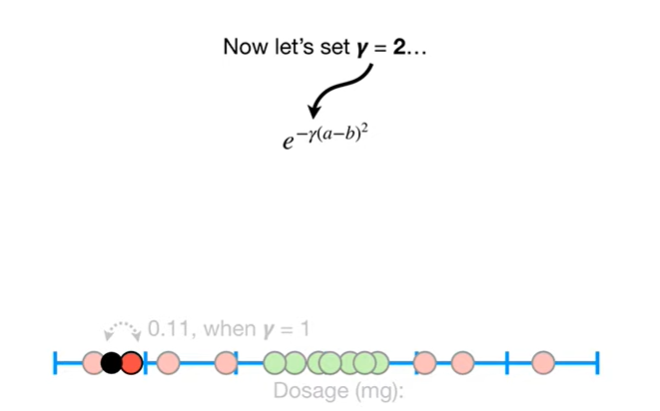 Now let's set γ = 2...
e^{-γ(a-b)^2}
0.11, when γ = 1
Dosage (mg):